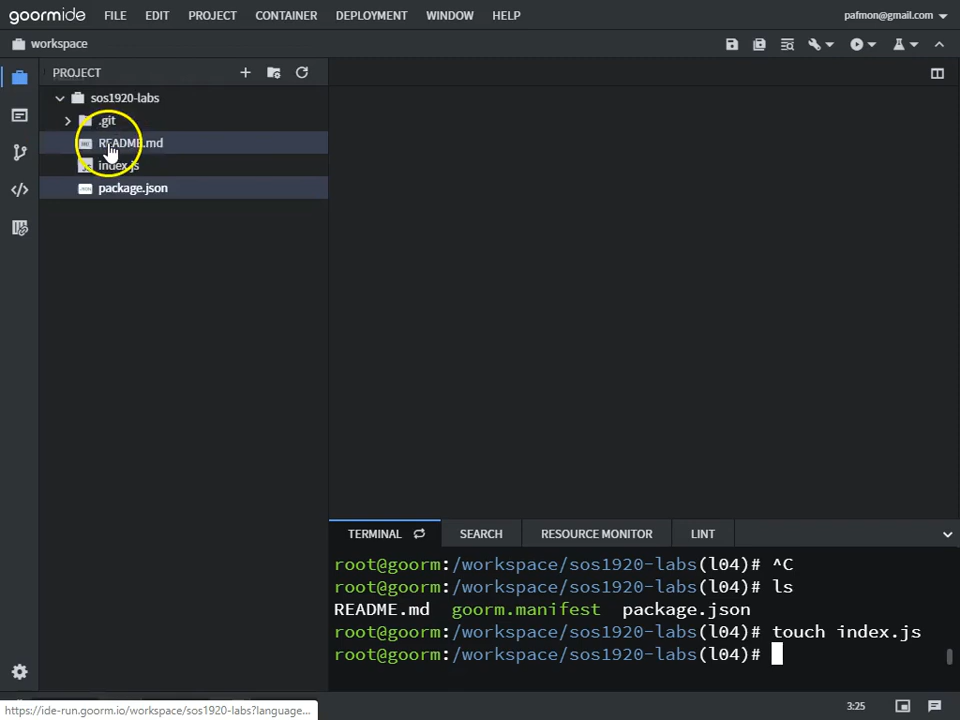 goormide FILE EDIT PROJECT CONTAINER DEPLOYMENT WINDOW HELP pafmon@gmail.com
workspace
PROJECT
sos1920-labs
.git
README.md
index.js
package.json
TERMINAL SEARCH RESOURCE MONITOR LINT
root@goorm:/workspace/sos1920-labs(l04)# ^C
root@goorm:/workspace/sos1920-labs(l04)# ls
README.md goorm.manifest package.json
root@goorm:/workspace/sos1920-labs(l04)# touch index.js
root@goorm:/workspace/sos1920-labs(l04)#
https://ide-run.goorm.io/workspace/sos1920-labs?language... 3:25